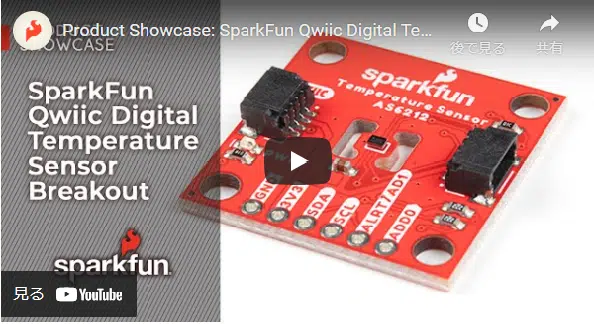 Product Showcase: SparkFun Qwiic Digital Te...
後で見る
共有
SHOWCASE
SparkFun
Qwiic Digital
Temperature
Sensor
Breakout
sparkfun
見る YouTube
sparkfun
Temperature Sensor
AS6212
3V3
SDA
SCL
ALRT/AD1
ADD0